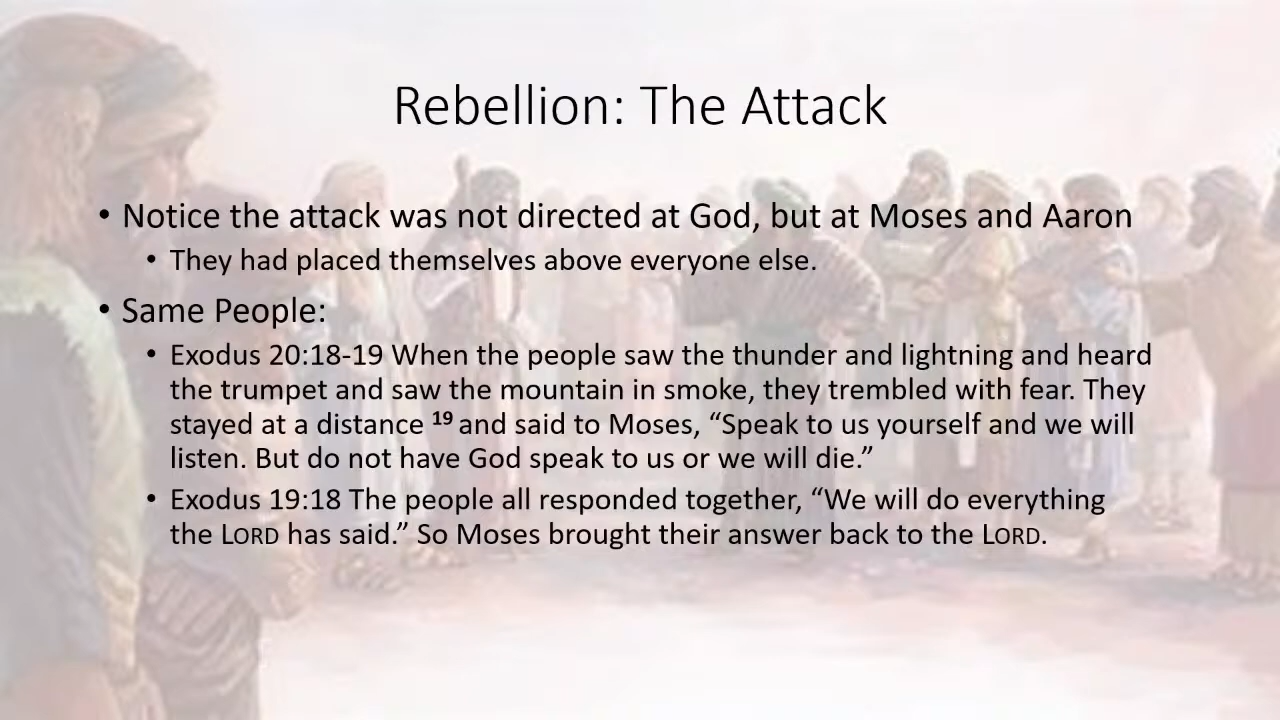 Rebellion: The Attack
• Notice the attack was not directed at God, but at Moses and Aaron
• They had placed themselves above everyone else.
• Same People:
• Exodus 20:18-19 When the people saw the thunder and lightning and heard
the trumpet and saw the mountain in smoke, they trembled with fear. They
stayed at a distance 19 and said to Moses, “Speak to us yourself and we will
listen. But do not have God speak to us or we will die.”
• Exodus 19:18 The people all responded together, “We will do everything
the LORD has said.” So Moses brought their answer back to the LORD.